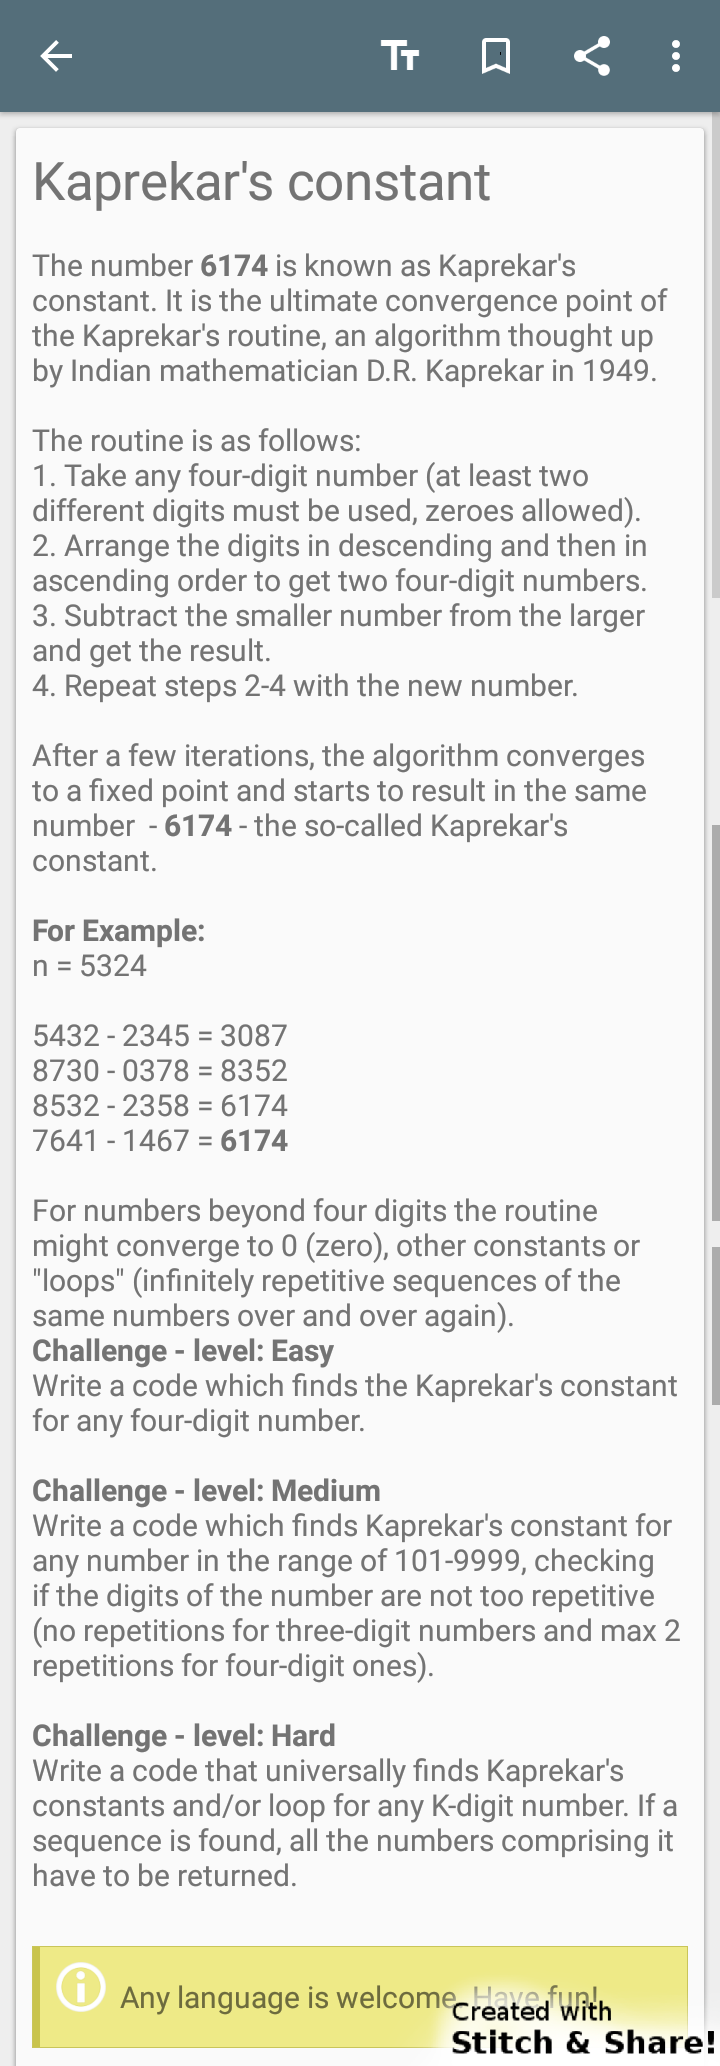 Kaprekar's constant
The number 6174 is known as Kaprekar's
constant. It is the ultimate convergence point of
the Kaprekar's routine, an algorithm thought up
by Indian mathematician D.R. Kaprekar in 1949.
The routine is as follows:
1. Take any four-digit number (at least two
different digits must be used, zeroes allowed).
2. Arrange the digits in descending and then in
ascending order to get two four-digit numbers.
3. Subtract the smaller number from the larger
and get the result.
4. Repeat steps 2-4 with the new number.
After a few iterations, the algorithm converges
to a fixed point and starts to result in the same
number  - 6174 - the so-called Kaprekar's
constant.
For Example:
n = 5324
5432 - 2345 = 3087
8730 - 0378 = 8352
8532 - 2358 = 6174
7641 - 1467 = 6174
For numbers beyond four digits the routine
might converge to 0 (zero), other constants or
"loops" (infinitely repetitive sequences of the
same numbers over and over again).
Challenge - level: Easy
Write a code which finds the Kaprekar's constant
for any four-digit number.
Challenge - level: Medium
Write a code which finds Kaprekar's constant for
any number in the range of 101-9999, checking
if the digits of the number are not too repetitive
(no repetitions for three-digit numbers and max 2
repetitions for four-digit ones).
Challenge - level: Hard
Write a code that universally finds Kaprekar's
constants and/or loop for any K-digit number. If a
sequence is found, all the numbers comprising it
have to be returned.
Any language is welcome. Have fun!
Created with
Stitch & Share!